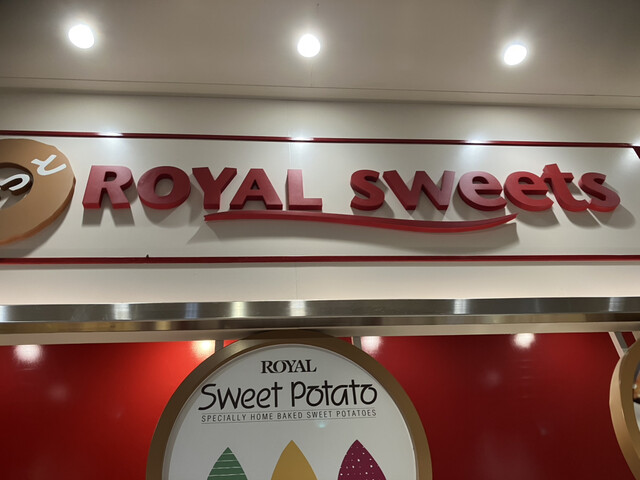 ROYAL sweets
ROYAL
Sweet Potato
SPECIALLY HOME BAKED SWEET POTATOES